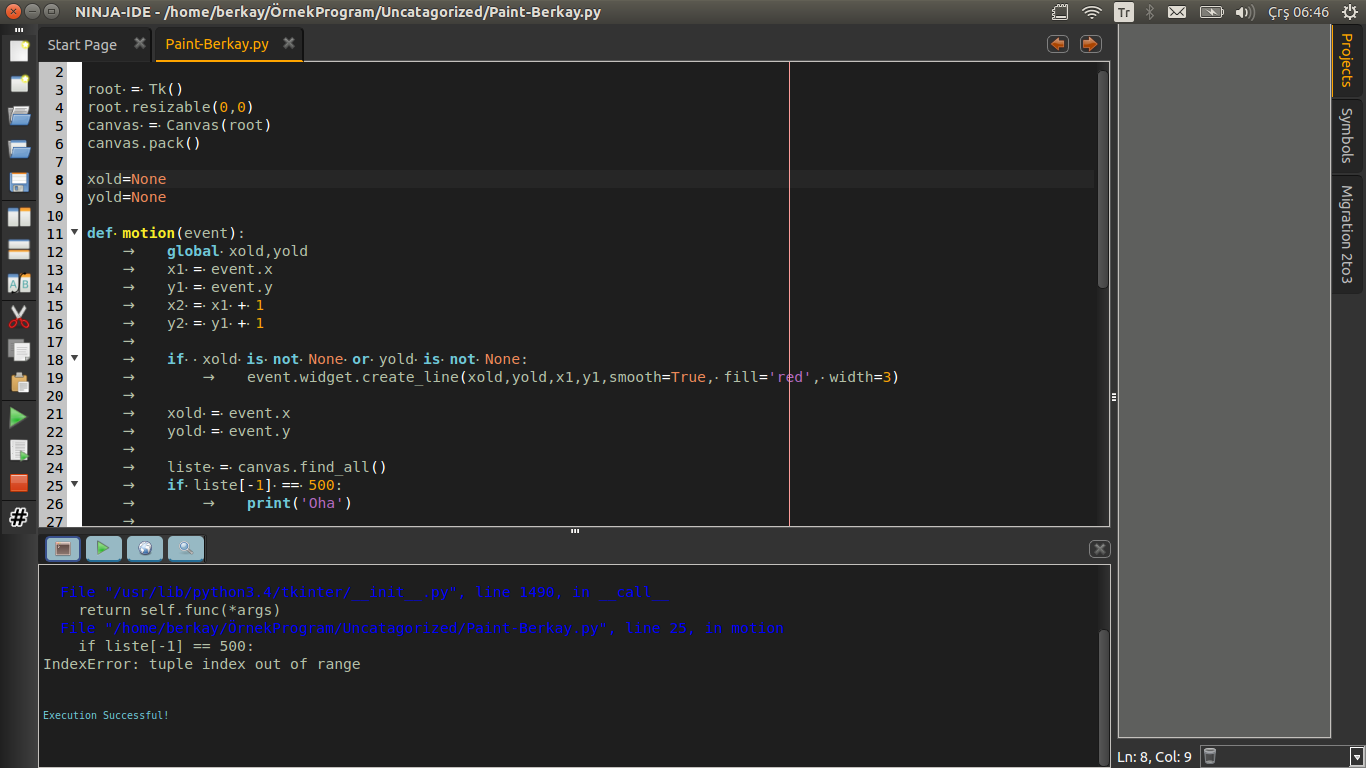 NINJA-IDE - /home/berkay/ÖrnekProgram/Uncatagorized/Paint-Berkay.py
Tr
Çrş 06:46
Start Page
Paint-Berkay.py
2
3 root = Tk()
4 root.resizable(0,0)
5 canvas = Canvas(root)
6 canvas.pack()
7
8 xold=None
9 yold=None
10
11 def motion(event):
12 global xold,yold
13 x1 = event.x
14 y1 = event.y
15 x2 = x1 + 1
16 y2 = y1 + 1
17
18 if  xold is not None or yold is not None:
19 event.widget.create_line(xold,yold,x1,y1,smooth=True, fill='red', width=3)
20
21 xold = event.x
22 yold = event.y
23
24 liste = canvas.find_all()
25 if liste[-1] == 500:
26 print('Oha')
27
File "/usr/lib/python3.4/tkinter/__init__.py", line 1490, in __call__
return self.func(*args)
File "/home/berkay/ÖrnekProgram/Uncatagorized/Paint-Berkay.py", line 25, in motion
if liste[-1] == 500:
IndexError: tuple index out of range
Execution Successful!
Projects
Symbols
Migration 2to3
Ln: 8, Col: 9